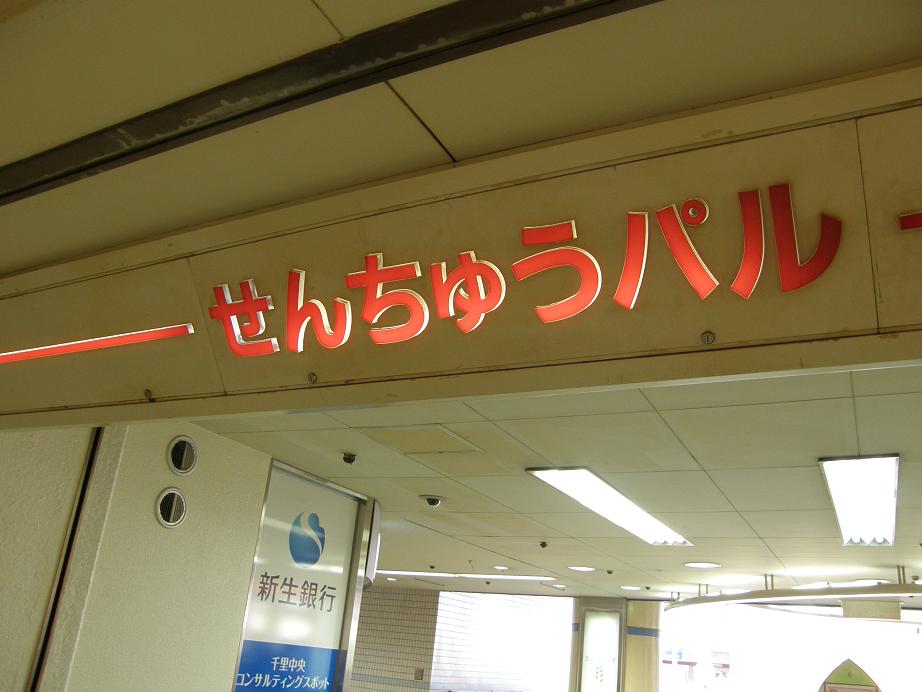 せんちゅうパル
新生銀行
千里中央
コンサルティングスポット